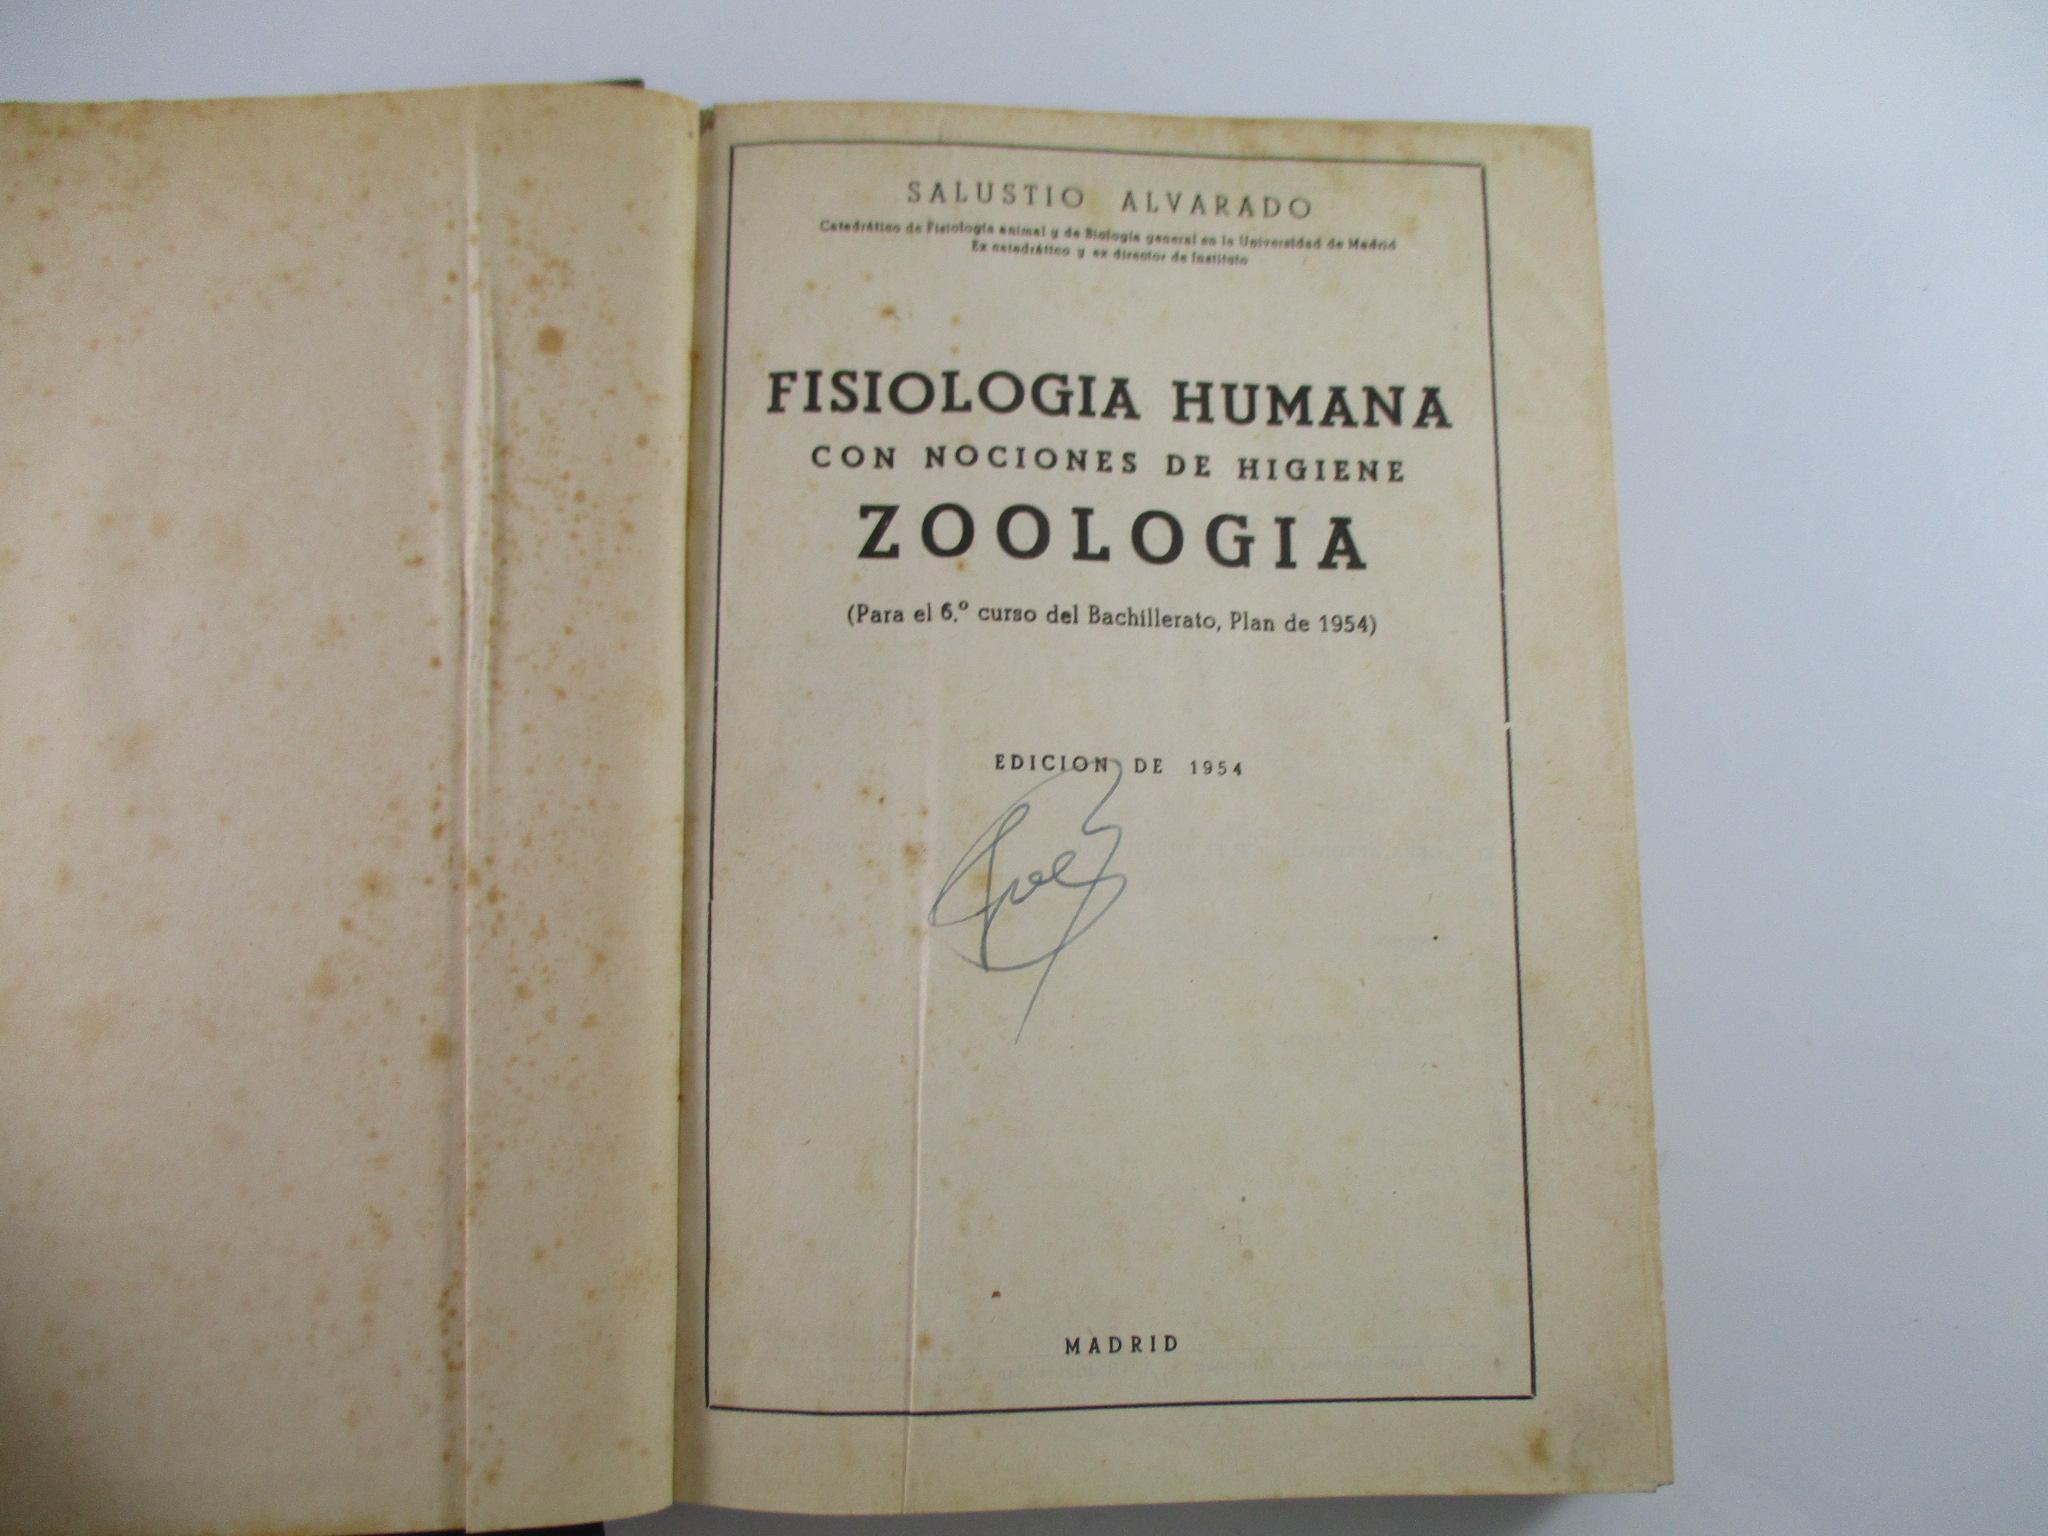 SALUSTIO ALVARADO
Catedrático de Fisiología animal y de Biología general en la Universidad de Madrid
Ex catedrático y ex director de Instituto
FISIOLOGIA HUMANA
CON NOCIONES DE HIGIENE
ZOOLOGIA
(Para el 6.º curso del Bachillerato, Plan de 1954)
EDICION DE 1954
MADRID